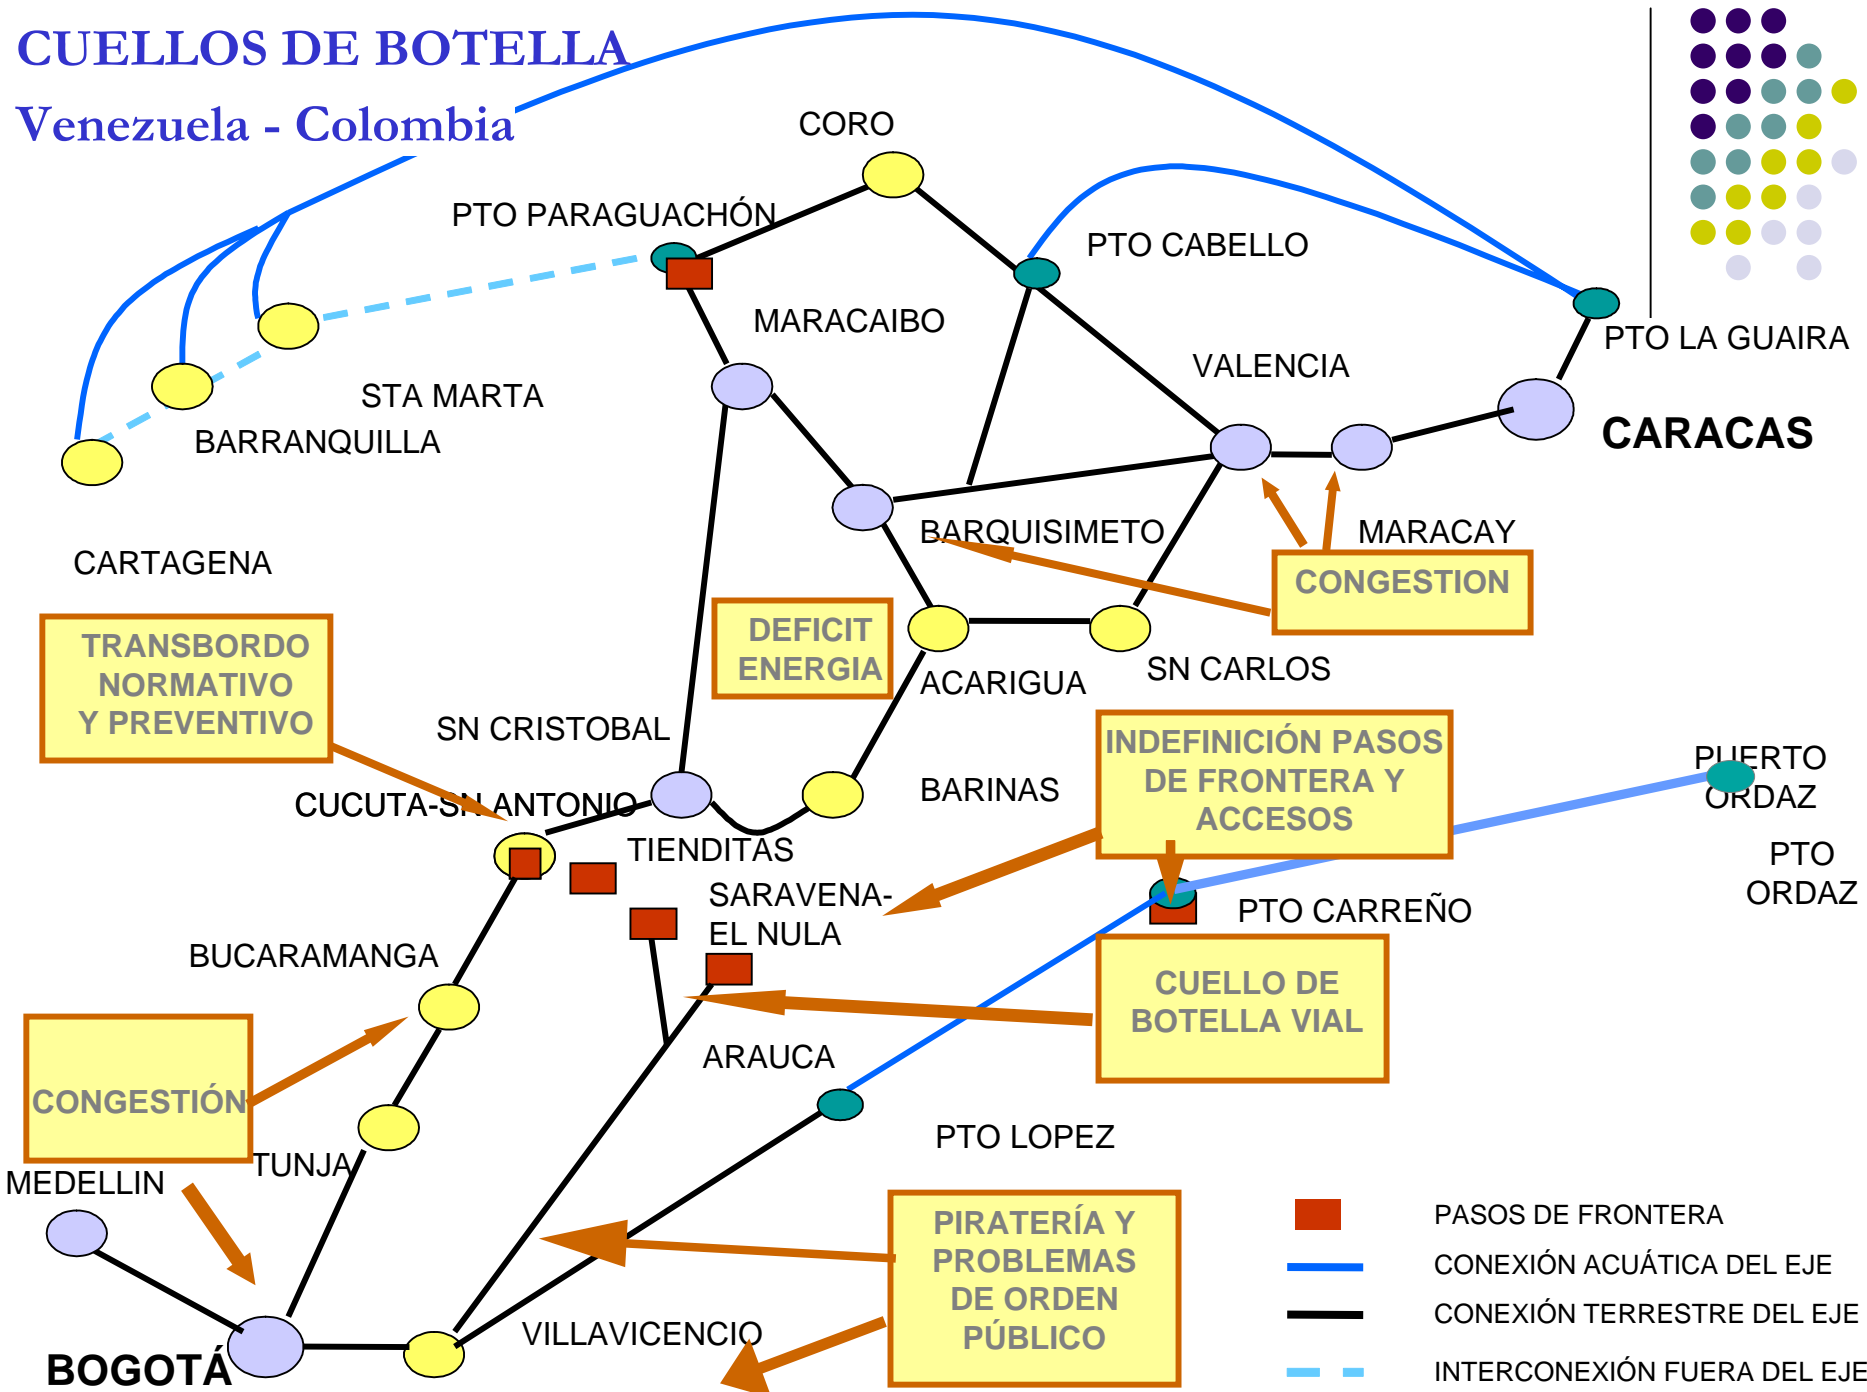 CUELLOS DE BOTELLA
Venezuela - Colombia
CORO
PTO PARAGUACHÓN
PTO CABELLO
MARACAIBO
PTO LA GUAIRA
VALENCIA
STA MARTA
CARACAS
BARRANQUILLA
BARQUISIMETO
MARACAY
CARTAGENA
CONGESTION
TRANSBORDO
NORMATIVO
Y PREVENTIVO
DEFICIT
ENERGIA
ACARIGUA
SN CARLOS
SN CRISTOBAL
INDEFINICIÓN PASOS
DE FRONTERA Y
ACCESOS
PUERTO
ORDAZ
BARINAS
CUCUTA-SN ANTONIO
TIENDITAS
PTO
ORDAZ
SARAVENA-
EL NULA
PTO CARREÑO
BUCARAMANGA
CUELLO DE
BOTELLA VIAL
ARAUCA
CONGESTIÓN
PTO LOPEZ
TUNJA
MEDELLIN
PIRATERÍA Y
PROBLEMAS
DE ORDEN
PÚBLICO
VILLAVICENCIO
BOGOTÁ
PASOS DE FRONTERA
CONEXIÓN ACUÁTICA DEL EJE
CONEXIÓN TERRESTRE DEL EJE
INTERCONEXIÓN FUERA DEL EJE